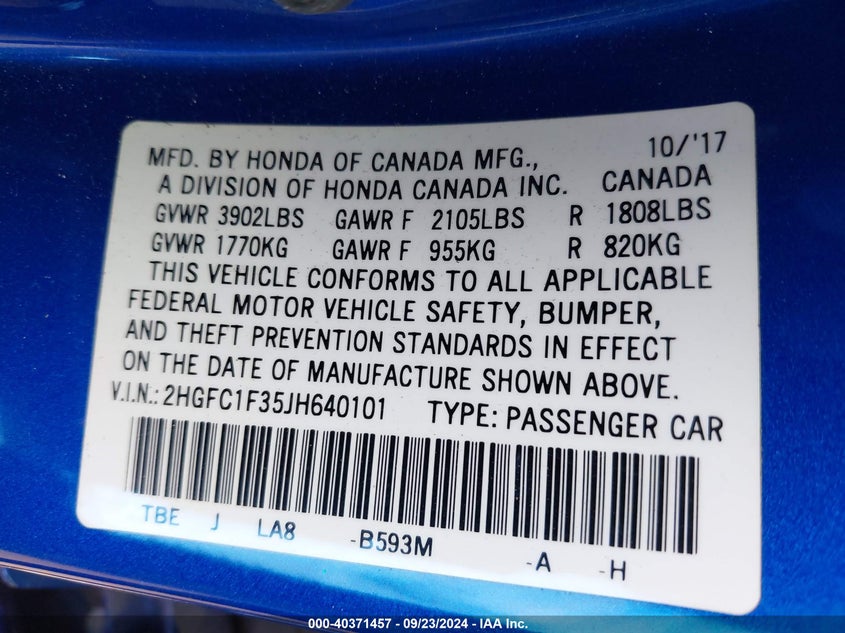 10/'17
MFD. BY HONDA OF CANADA MFG.,
A DIVISION OF HONDA CANADA INC. CANADA
GVWR 3902LBS GAWR F 2105LBS R 1808LBS
GVWR 1770KG GAWR F 955KG R 820KG
THIS VEHICLE CONFORMS TO ALL APPLICABLE
FEDERAL MOTOR VEHICLE SAFETY, BUMPER,
AND THEFT PREVENTION STANDARDS IN EFFECT
ON THE DATE OF MANUFACTURE SHOWN ABOVE.
V.I.N.: 2HGFC1F35JH640101 TYPE: PASSENGER CAR
TBE J LA8 -B593M -A -H
000-40371457 - 09/23/2024 - IAA Inc.